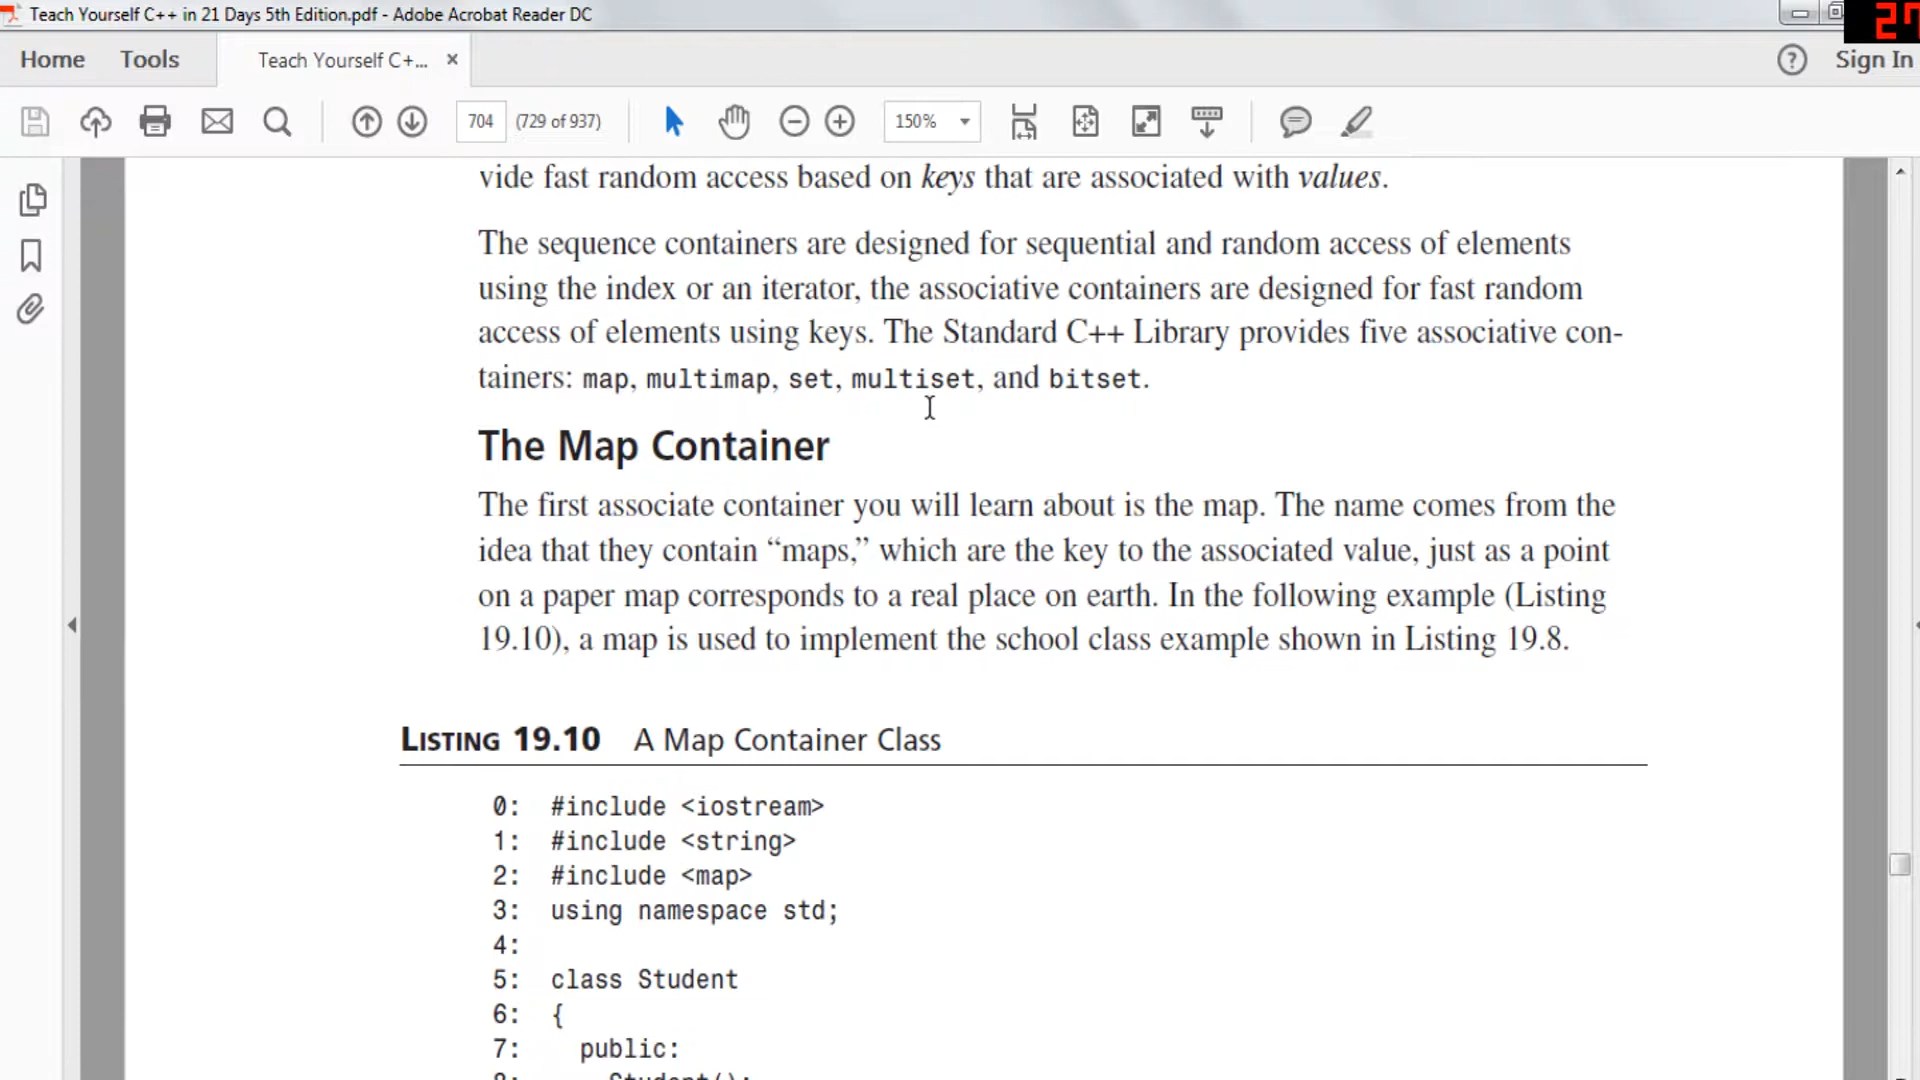 Teach Yourself C++ in 21 Days 5th Edition.pdf - Adobe Acrobat Reader DC
27
Home Tools Teach Yourself C+... × ? Sign In
704 (729 of 937) 150%
vide fast random access based on keys that are associated with values.
The sequence containers are designed for sequential and random access of elements
using the index or an iterator, the associative containers are designed for fast random
access of elements using keys. The Standard C++ Library provides five associative con-
tainers: map, multimap, set, multiset, and bitset.
The Map Container
The first associate container you will learn about is the map. The name comes from the
idea that they contain “maps,” which are the key to the associated value, just as a point
on a paper map corresponds to a real place on earth. In the following example (Listing
19.10), a map is used to implement the school class example shown in Listing 19.8.
LISTING 19.10 A Map Container Class
0: #include <iostream>
1: #include <string>
2: #include <map>
3: using namespace std;
4:
5: class Student
6: {
7: public:
8: Student();